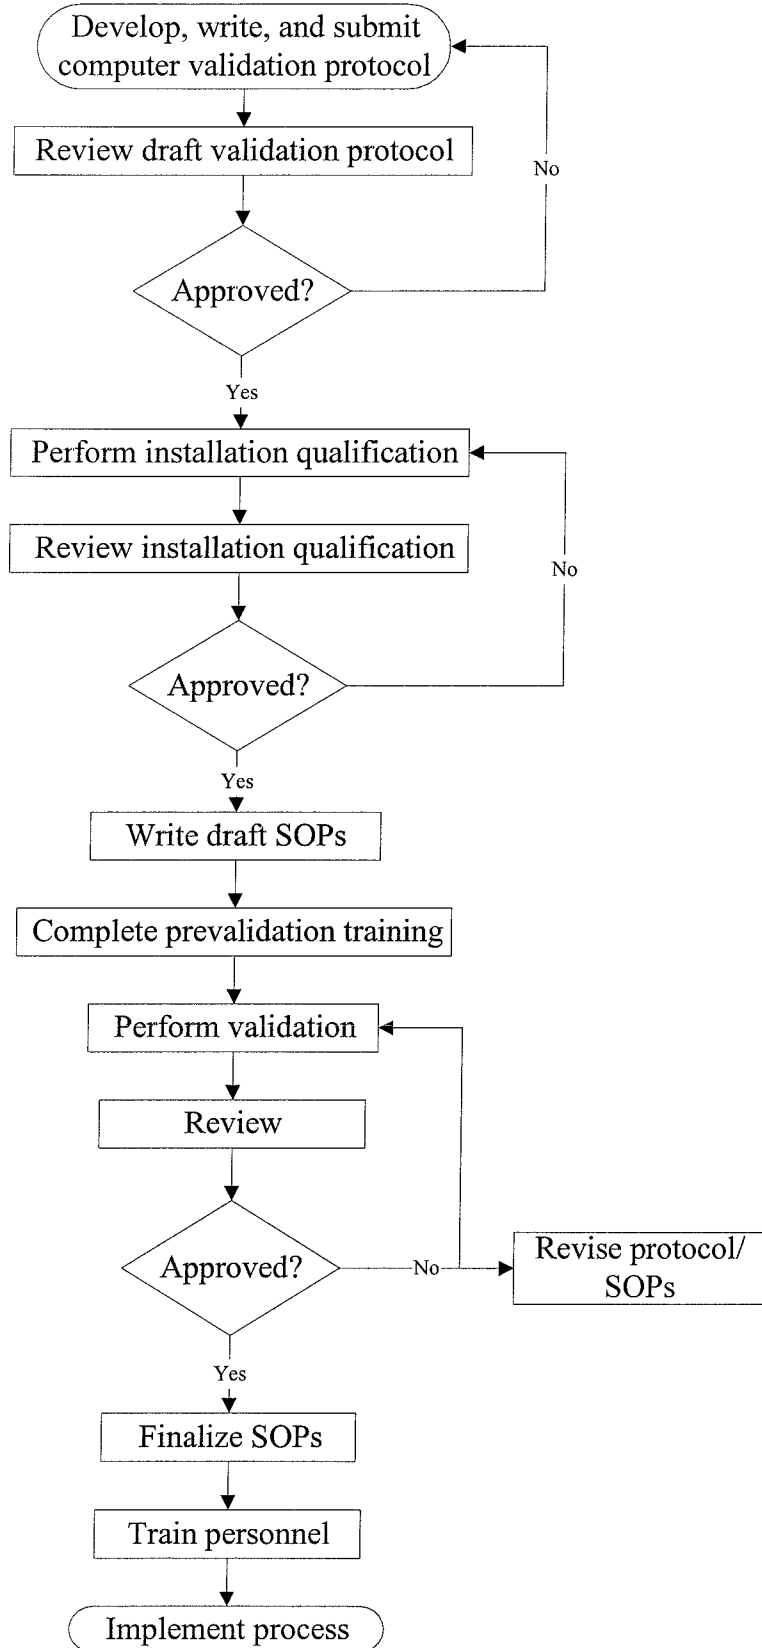 Develop, write, and submit
computer validation protocol
Review draft validation protocol
No
Approved?
Yes
Perform installation qualification
Review installation qualification
No
Approved?
Yes
Write draft SOPs
Complete prevalidation training
Perform validation
Review
Approved?
No
Revise protocol/
SOPs
Yes
Finalize SOPs
Train personnel
Implement process